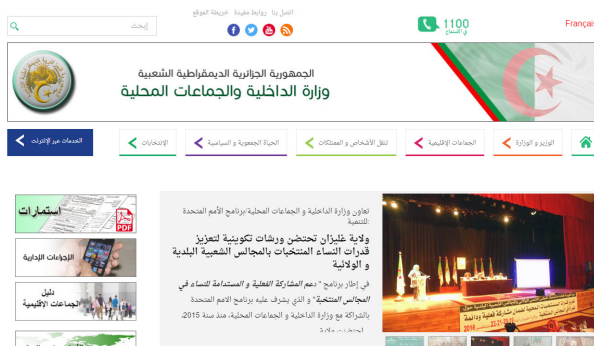 اتصل بنا روابط مفيدة خريطة الموقع
إبحث
1100
في السماع
Français
الجمهورية الجزائرية الديمقراطية الشعبية
وزارة الداخلية والجماعات المحلية
الوزير و الوزارة
الجماعات الإقليمية
تنقل الأشخاص و الممتلكات
الحياة الجمعوية و السياسية
الإنتخابات
الخدمات عبر الإنترنت
استمارات
PDF
الإجراءات الإدارية
دليل
الجماعات الإقليمية
تعاون وزارة الداخلية و الجماعات المحلية/برنامج الأمم المتحدة
للتنمية:
ولاية غليزان تحتضن ورشات تكوينية لتعزيز
قدرات النساء المنتخبات بالمجالس الشعبية البلدية
و الولائية
في إطار برنامج " دعم المشاركة الفعلية و المستدامة للنساء في
المجالس المنتخبة" و الذي يشرف عليه برنامج الامم المتحدة
بالشراكة مع وزارة الداخلية و الجماعات المحلية، منذ سنة 2015،